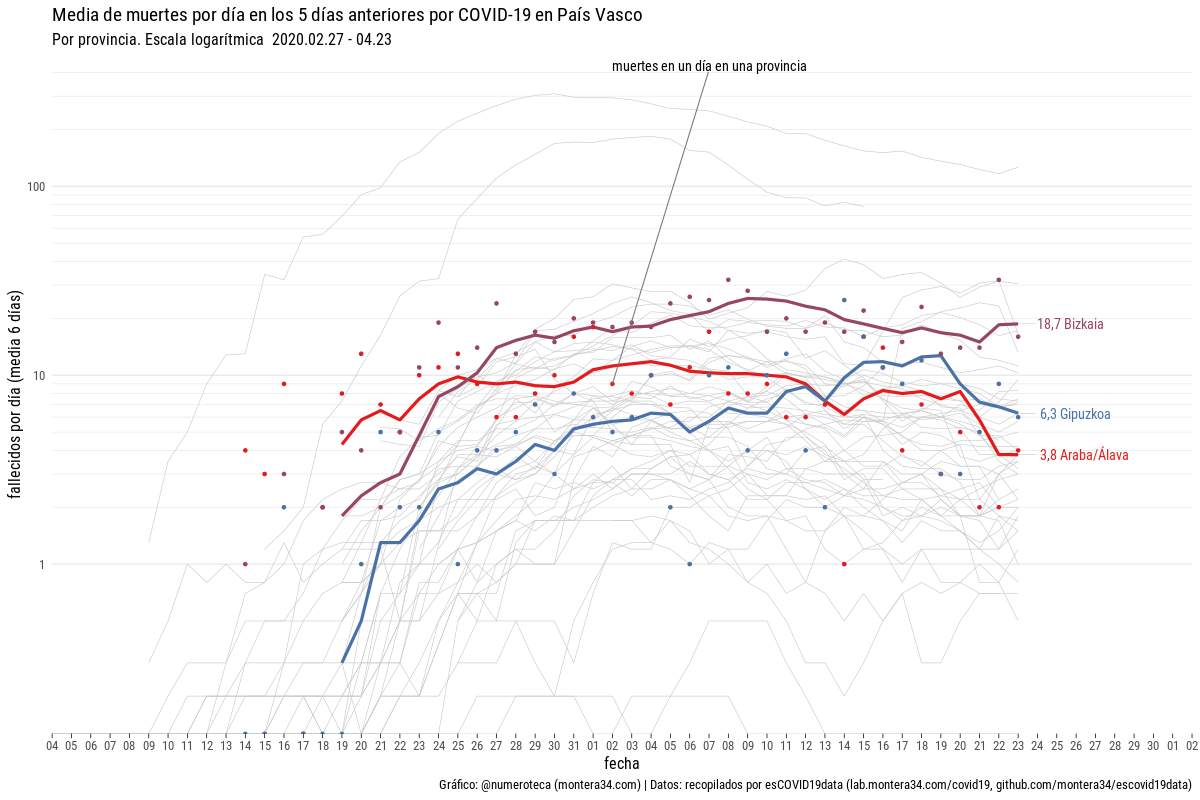 Media de muertes por día en los 5 días anteriores por COVID-19 en País Vasco
Por provincia. Escala logarítmica  2020.02.27 - 04.23
muertes en un día en una provincia
100
10
1
fallecidos por día (media 6 días)
18,7 Bizkaia
6,3 Gipuzkoa
3,8 Araba/Álava
04 05 06 07 08 09 10 11 12 13 14 15 16 17 18 19 20 21 22 23 24 25 26 27 28 29 30 31 01 02 03 04 05 06 07 08 09 10 11 12 13 14 15 16 17 18 19 20 21 22 23 24 25 26 27 28 29 30 01 02
fecha
Gráfico: @numeroteca (montera34.com) | Datos: recopilados por esCOVID19data (lab.montera34.com/covid19, github.com/montera34/escovid19data)